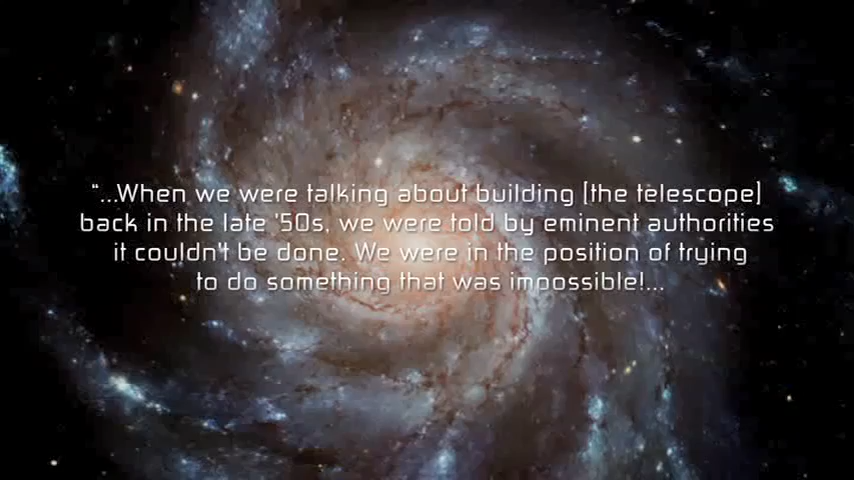 “...When we were talking about building [the telescope]
back in the late '50s, we were told by eminent authorities
it couldn't be done. We were in the position of trying
to do something that was impossible!...